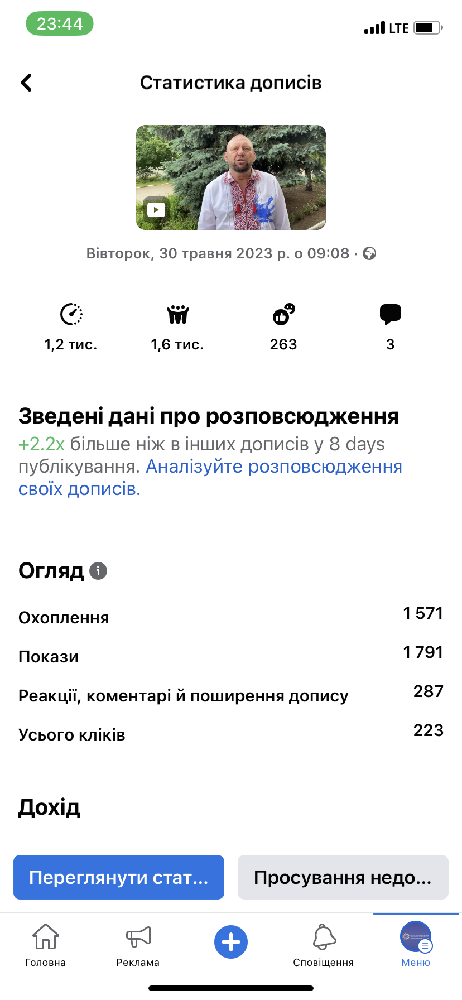 23:44
LTE
Статистика дописів
Вівторок, 30 травня 2023 р. о 09:08 ·
1,2 тис.
1,6 тис.
263
3
Зведені дані про розповсюдження
+2.2x більше ніж в інших дописів у 8 days
публікування. Аналізуйте розповсюдження
своїх дописів.
Огляд
Охоплення
1 571
Покази
1 791
Реакції, коментарі й поширення допису
287
Усього кліків
223
Дохід
Переглянути стат...
Просування недо...
Головна
Реклама
Сповіщення
Меню